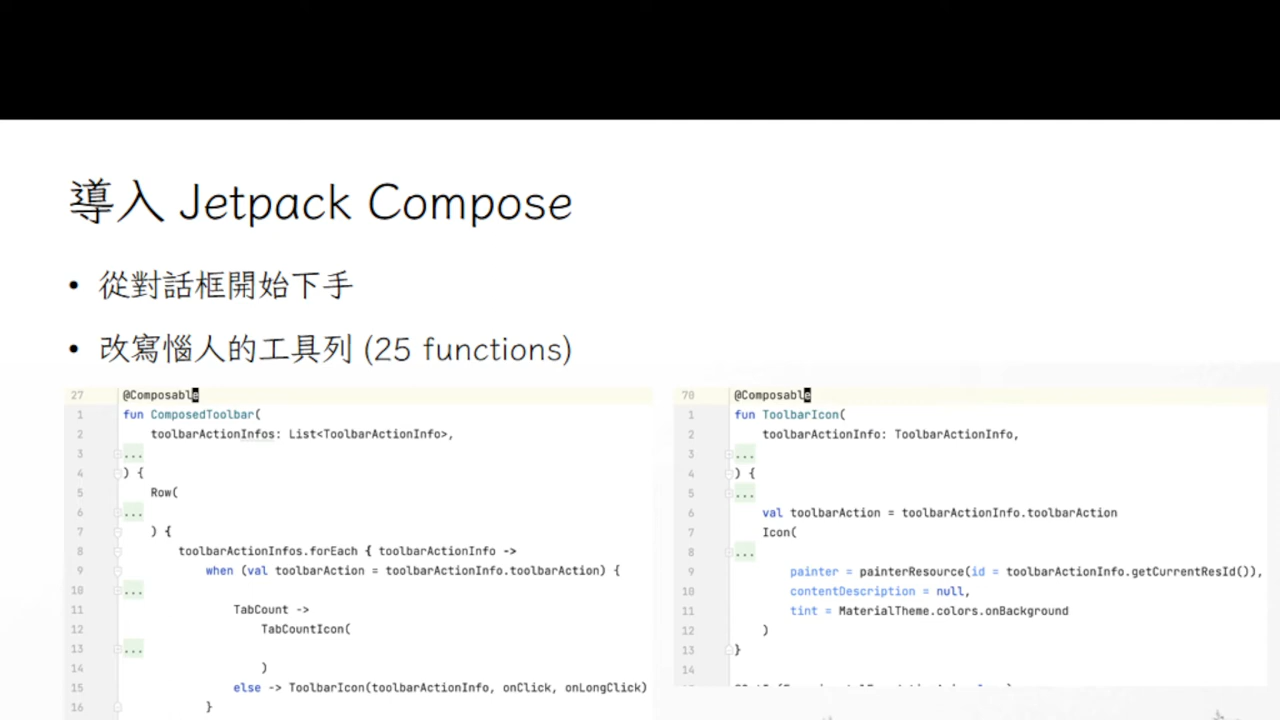 導入 Jetpack Compose
• 從對話框開始下手
• 改寫惱人的工具列 (25 functions)
27 @Composable
1 fun ComposedToolbar(
2 toolbarActionInfos: List<ToolbarActionInfo>,
3 ...
4 ) {
5 Row(
6 ...
7 ) {
8 toolbarActionInfos.forEach { toolbarActionInfo ->
9 when (val toolbarAction = toolbarActionInfo.toolbarAction) {
10 ...
11 TabCount ->
12 TabCountIcon(
13 ...
14 )
15 else -> ToolbarIcon(toolbarActionInfo, onClick, onLongClick)
16 }
70 @Composable
1 fun ToolbarIcon(
2 toolbarActionInfo: ToolbarActionInfo,
3 ...
4 ) {
5 ...
6 val toolbarAction = toolbarActionInfo.toolbarAction
7 Icon(
8 ...
9 painter = painterResource(id = toolbarActionInfo.getCurrentResId()),
10 contentDescription = null,
11 tint = MaterialTheme.colors.onBackground
12 )
13 }
14